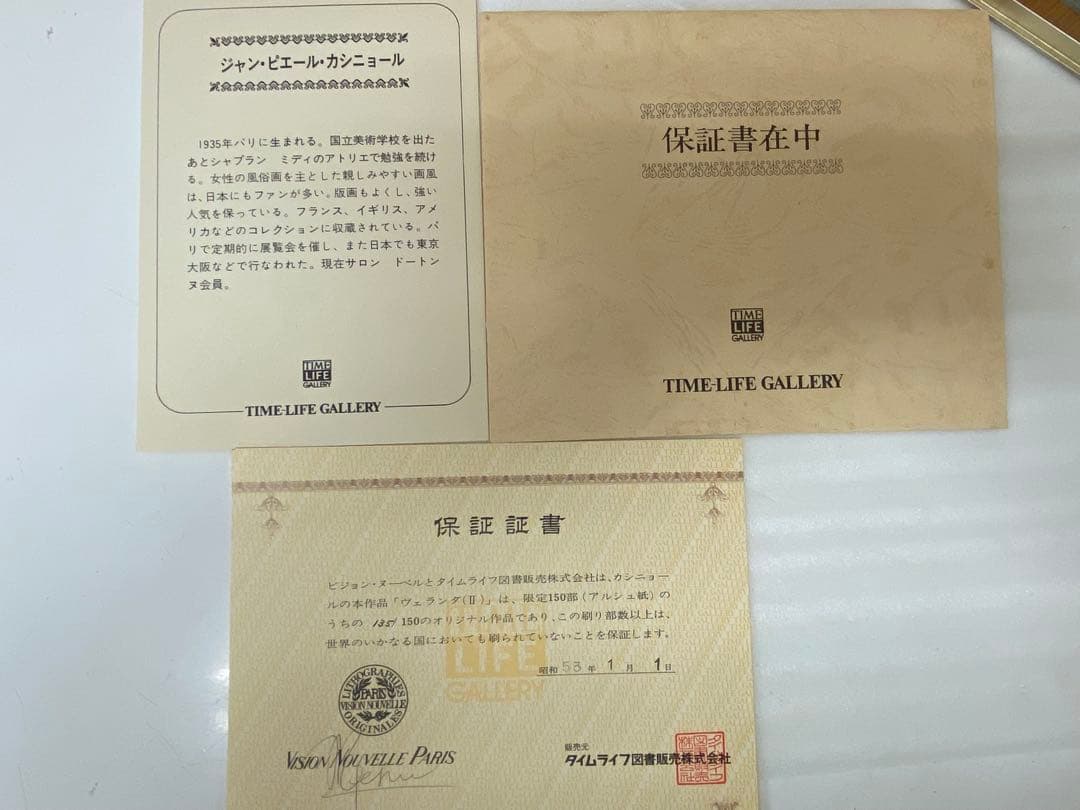 ジャン・ピエール・カシニョール
1935年パリに生まれる。国立美術学校を出た
あとシャプラン ミディのアトリエで勉強を続け
る。女性の風俗画を主とした親しみやすい画風
は、日本にもファンが多い。版画もよくし、強い
人気を保っている。フランス、イギリス、アメ
リカなどのコレクションに収蔵されている。パ
リで定期的に展覧会を催し、また日本でも東京
大阪などで行なわれた。現在サロン ドートン
ヌ会員。
TIME
LIFE
GALLERY
TIME-LIFE GALLERY
保証書在中
TIME
LIFE
GALLERY
TIME-LIFE GALLERY
保証証書
ビジョン・ヌーベルとタイムライフ図書販売株式会社は、カシニョー
ルの本作品「ヴェランダ(II)」は、限定150部(アルシュ紙)の
うちの 135/150のオリジナル作品であり、この刷り部数以上は、
世界のいかなる国においても刷られていないことを保証します。
TIME
LIFE
GALLERY
昭和 53 年 1 月 1 日
LITHOGRAPHIES
PARIS
VISION NOUVELLE
ORIGINALES
VISION NOUVELLE PARIS
販売元
タイムライフ図書販売株式会社